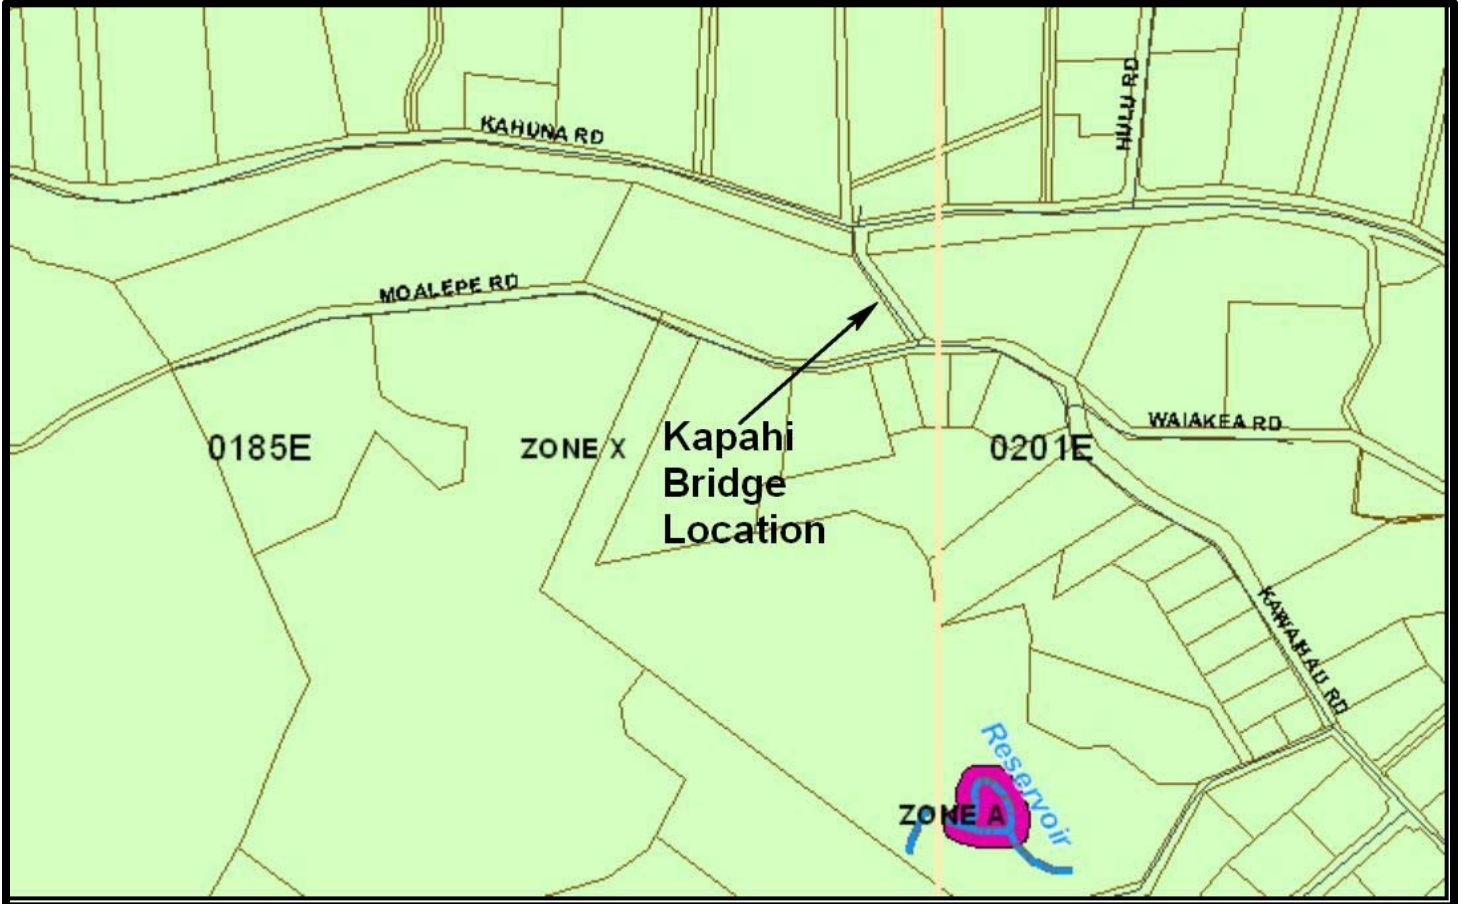 HULU RD
KAHUNA RD
MOALEPE RD
WAIAKEA RD
0185E
ZONE X
Kapahi
Bridge
Location
0201E
KAWAIHAU RD
Reservoir
ZONE A